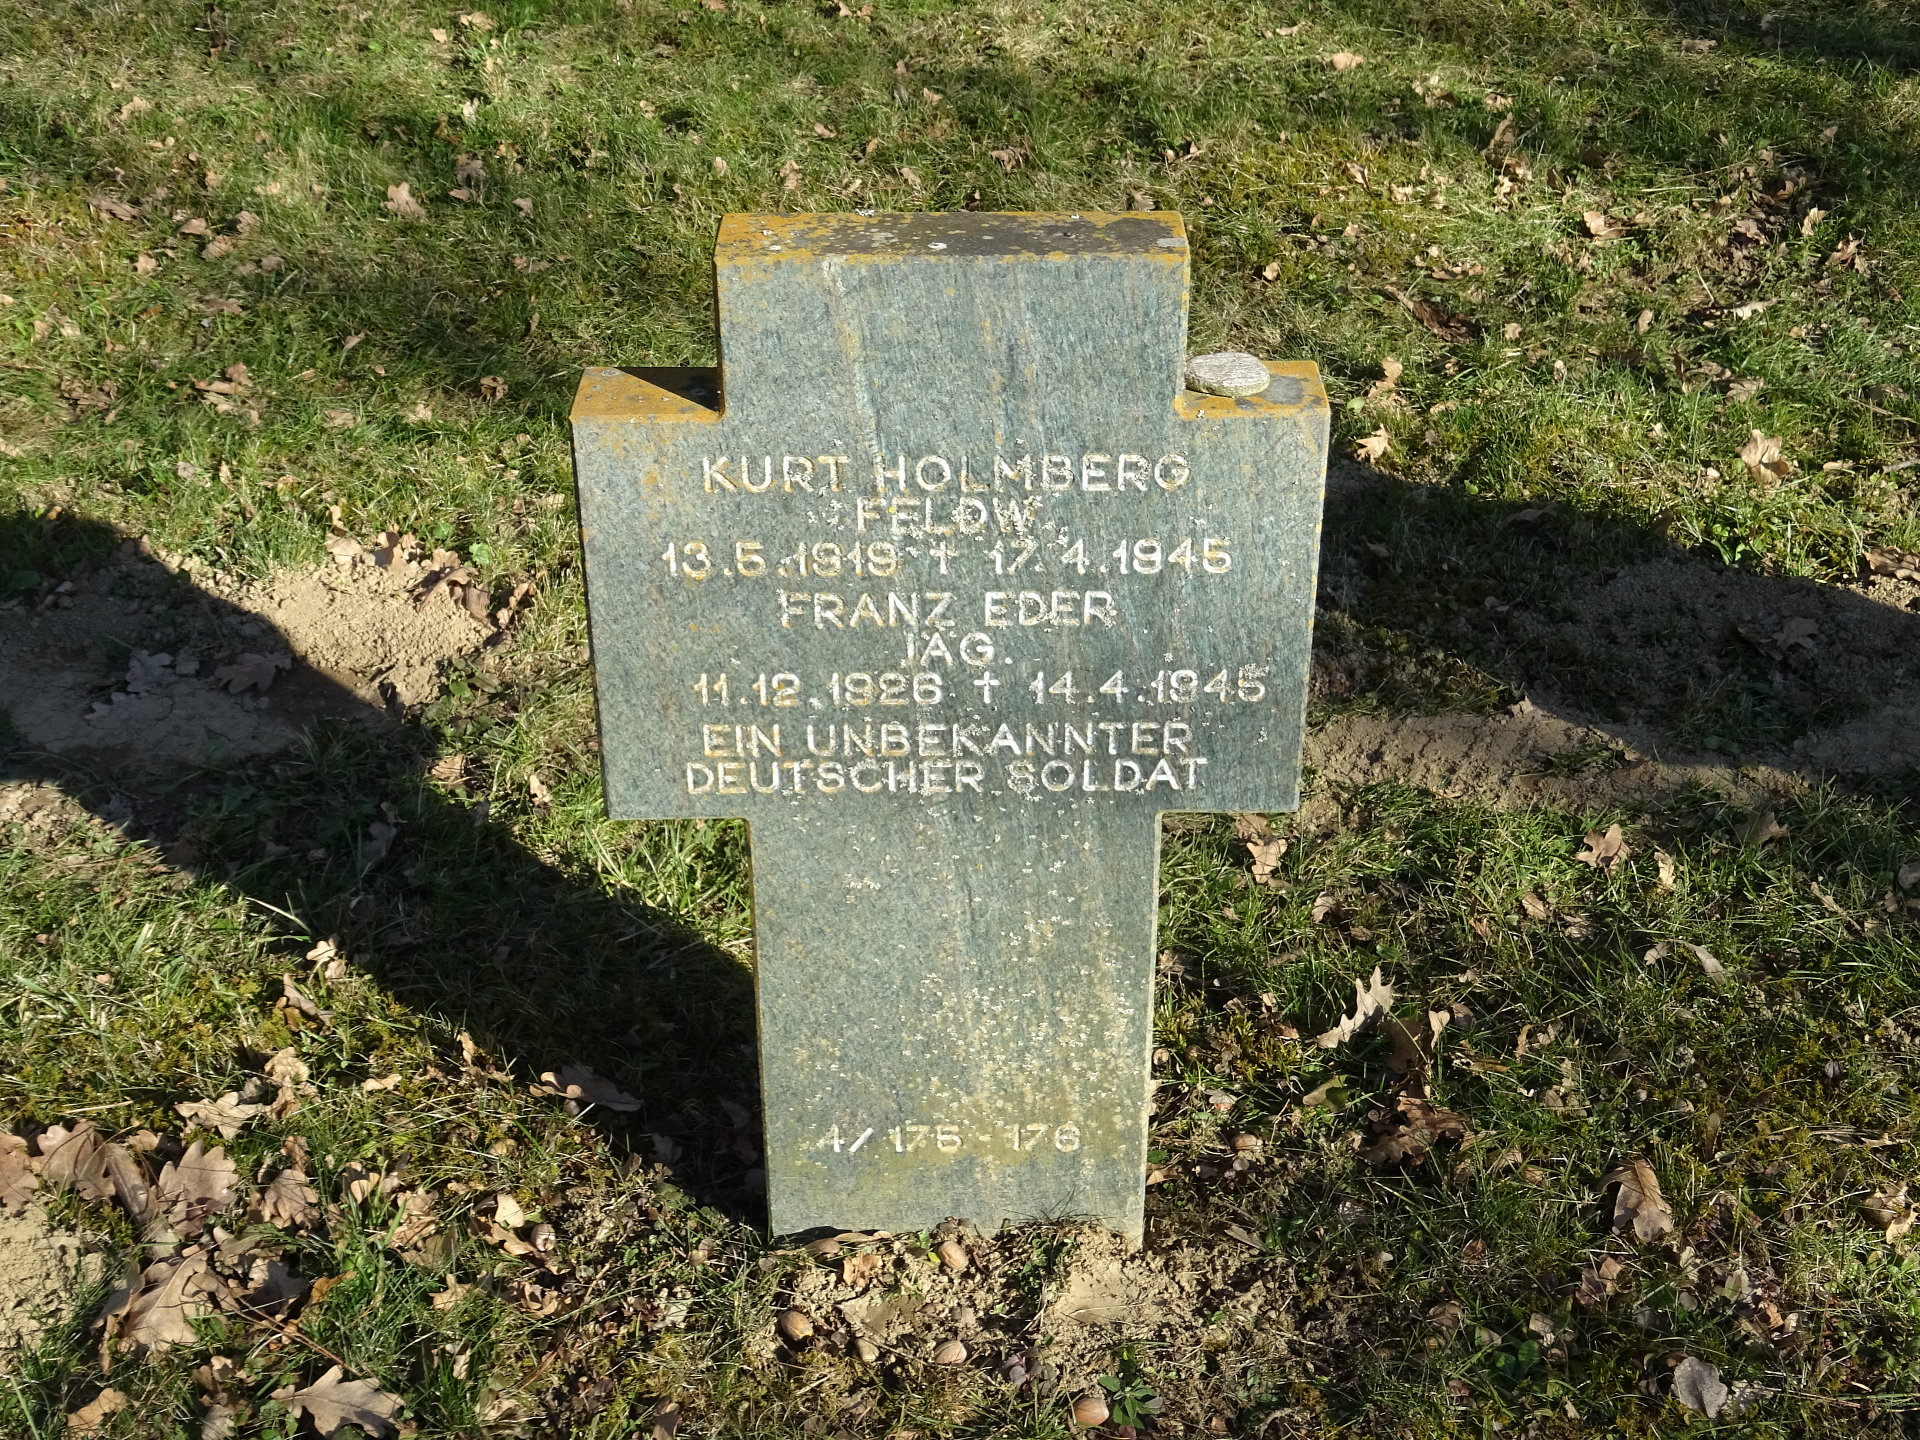 KURT HOLMBERG
FELDW.
13.5.1919 † 17.4.1945
FRANZ EDER
JÄG.
11.12.1926 † 14.4.1945
EIN UNBEKANNTER
DEUTSCHER SOLDAT
4/175-176